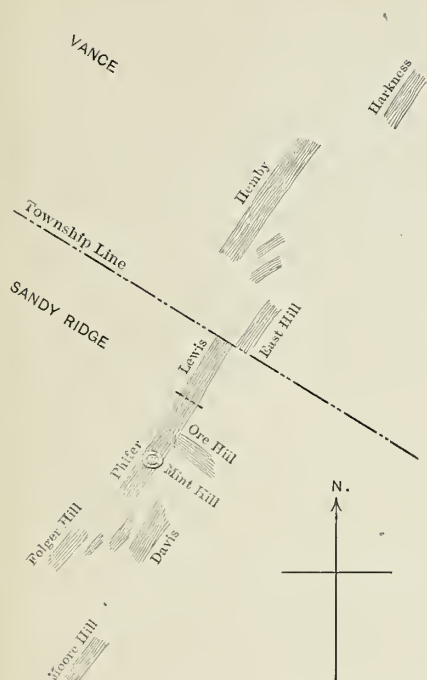 VANCE
Harkness
Hemby
Township Line
SANDY RIDGE
East Hill
Lewis
Ore Hill
Phifer
Mint Hill
N.
Folger Hill
Davis
Moore Hill